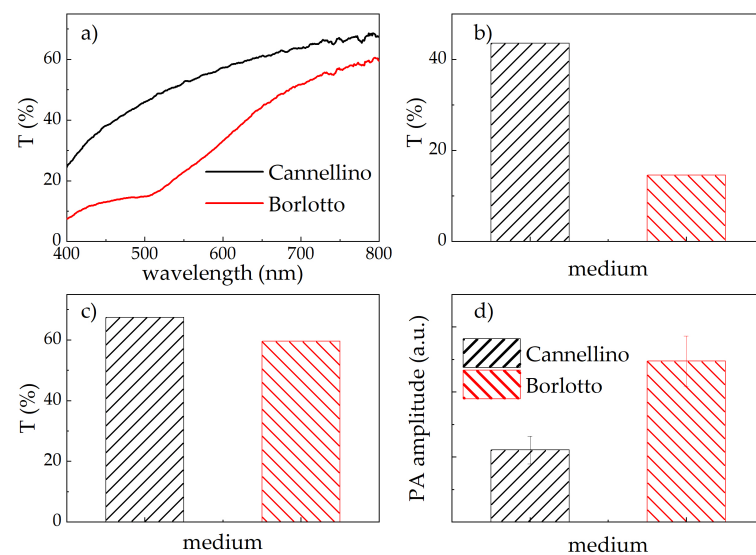 a)
T (%)
60
40
20
0
Cannellino
Borlotto
400 500 600 700 800
wavelength (nm)
b)
T (%)
40
20
0
medium
c)
T (%)
60
40
20
0
medium
d)
PA amplitude (a.u.)
Cannellino
Borlotto
medium